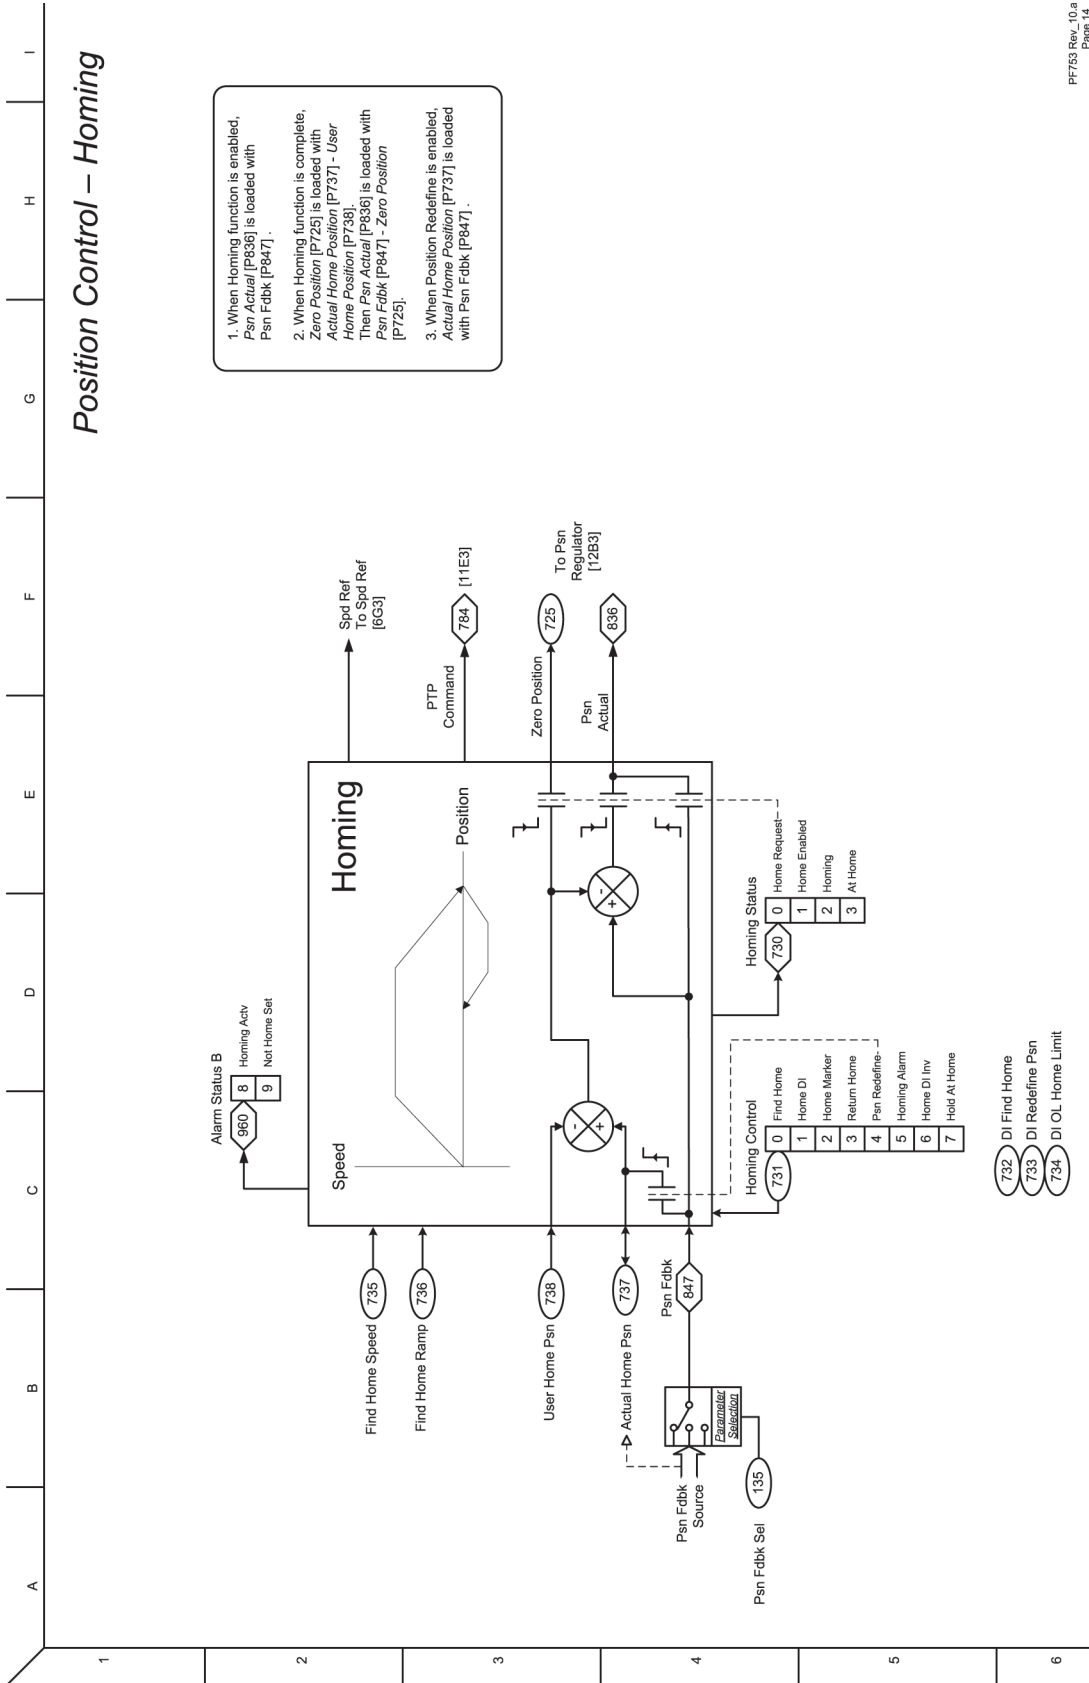 A
B
C
D
E
F
G
H
I
1
2
3
4
5
6
Position Control – Homing
1. When Homing function is enabled,
Psn Actual [P836] is loaded with
Psn Fdbk [P847] .
2. When Homing function is complete,
Zero Position [P725] is loaded with
Actual Home Position [P737] - User
Home Position [P738].
Then Psn Actual [P836] is loaded with
Psn Fdbk [P847] - Zero Position
[P725].
3. When Position Redefine is enabled,
Actual Home Position [P737] is loaded
with Psn Fdbk [P847] .
Alarm Status B
960
8 Homing Actv
9 Not Home Set
Find Home Speed 735
Find Home Ramp 736
User Home Psn 738
Actual Home Psn 737
Psn Fdbk
847
Psn Fdbk
Source
Parameter
Selection
Psn Fdbk Sel 135
Speed
Homing
Position
-
+
-
+
Spd Ref
To Spd Ref
[6G3]
PTP
Command
784 [11E3]
Zero Position
725
To Psn
Regulator
[12B3]
Psn
Actual
836
Homing Control
731
0 Find Home
1 Home DI
2 Home Marker
3 Return Home
4 Psn Redefine
5 Homing Alarm
6 Home DI Inv
7 Hold At Home
Homing Status
730
0 Home Request
1 Home Enabled
2 Homing
3 At Home
732 DI Find Home
733 DI Redefine Psn
734 DI OL Home Limit
PF753 Rev_10.a
Page 14